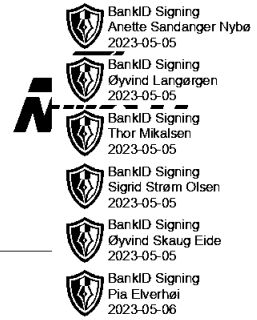 BankID Signing
Anette Sandanger Nybø
2023-05-05
BankID Signing
Øyvind Langørgen
2023-05-05
BankID Signing
Thor Mikalsen
2023-05-05
BankID Signing
Sigrid Strøm Olsen
2023-05-05
BankID Signing
Øyvind Skaug Eide
2023-05-05
BankID Signing
Pia Elverhøi
2023-05-06